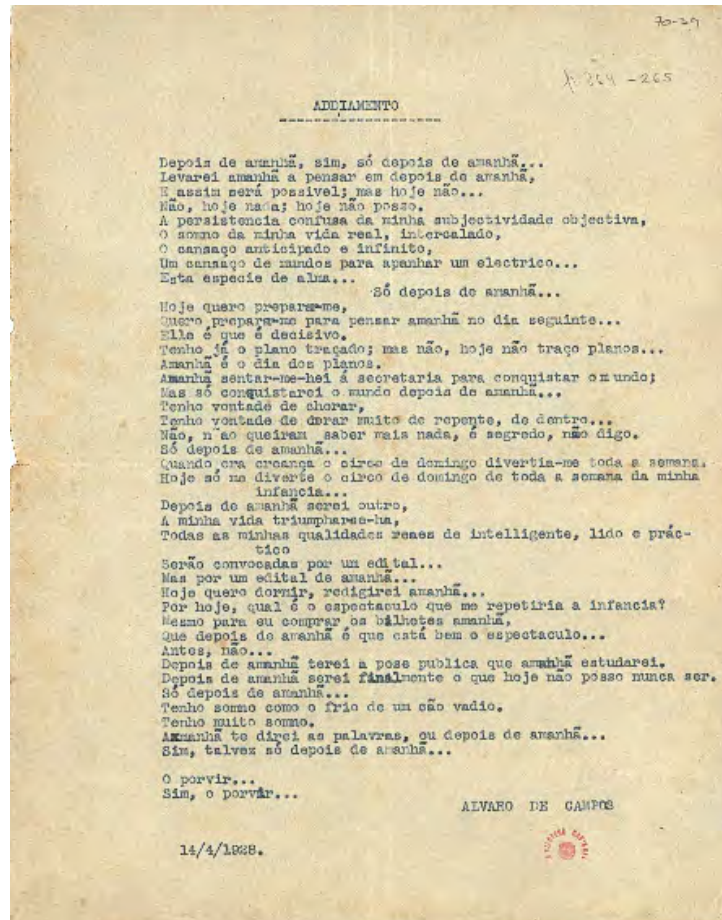 70-39
ADDIAMENTO
Depois de amanhã, sim, só depois de amanhã...
Levarei amanhã a pensar em depois de amanhã,
E assim será possivel; mas hoje não...
Não, hoje nada; hoje não posso.
A persistencia confusa da minha subjectividade objectiva,
O somno da minha vida real, intercalado,
O cansaço anticipado e infinito,
Um cansaço de mundos para apanhar um electrico...
Esta especie de alma...
Só depois de amanhã...
Hoje quero preparar-me,
Quero preparar-me para pensar amanhã no dia seguinte...
Elle é que é decisivo.
Tenho já o plano traçado; mas não, hoje não traço planos...
Amanhã é o dia dos planos.
Amanhã sentar-me-hei á secretaria para conquistar o mundo;
Mas só conquistarei o mundo depois de amanhã...
Tenho vontade de chorar,
Tenho vontade de chorar muito de repente, de dentro...
Não, n~ao queiram saber mais nada, é segredo, não digo.
Só depois de amanhã...
Quando era creança o circo de domingo divertia-me toda a semana.
Hoje só me diverte o circo de domingo de toda a semana da minha
infancia...
Depois de amanhã serei outro,
A minha vida triumphar-se-ha,
Todas as minhas qualidades reaes de intelligente, lido e prác-
tico
Serão convocadas por um edital...
Mas por um edital de amanhã...
Hoje quero dormir, redigirei amanhã...
Por hoje, qual é o espectaculo que me repetiria a infancia?
Mesmo para eu comprar os bilhetes amanhã,
Que depois de amanhã é que está bem o espectaculo...
Antes, não...
Depois de amanhã terei a pose publica que amanhã estudarei.
Depois de amanhã serei finalmente o que hoje não posso nunca ser.
Só depois de amanhã...
Tenho somno como o frio de um cão vadio.
Tenho muito somno.
Amanhã te direi as palavras, ou depois de amanhã...
Sim, talvez só depois de amanhã...
O porvir...
Sim, o porvir...
ALVARO DE CAMPOS
14/4/1928.